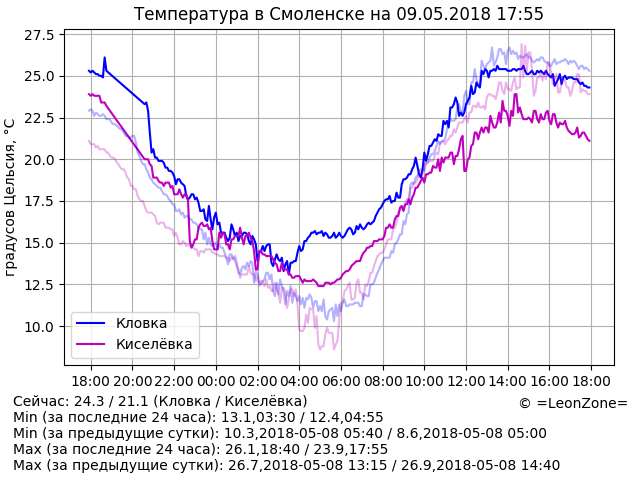 Температура в Смоленске на 09.05.2018 17:55
27.5
25.0
22.5
20.0
17.5
15.0
12.5
10.0
градусов Цельсия, °C
Кловка
Киселёвка
18:00 20:00 22:00 00:00 02:00 04:00 06:00 08:00 10:00 12:00 14:00 16:00 18:00
Сейчас: 24.3 / 21.1 (Кловка / Киселёвка)
© =LeonZone=
Min (за последние 24 часа): 13.1,03:30 / 12.4,04:55
Min (за предыдущие сутки): 10.3,2018-05-08 05:40 / 8.6,2018-05-08 05:00
Max (за последние 24 часа): 26.1,18:40 / 23.9,17:55
Max (за предыдущие сутки): 26.7,2018-05-08 13:15 / 26.9,2018-05-08 14:40